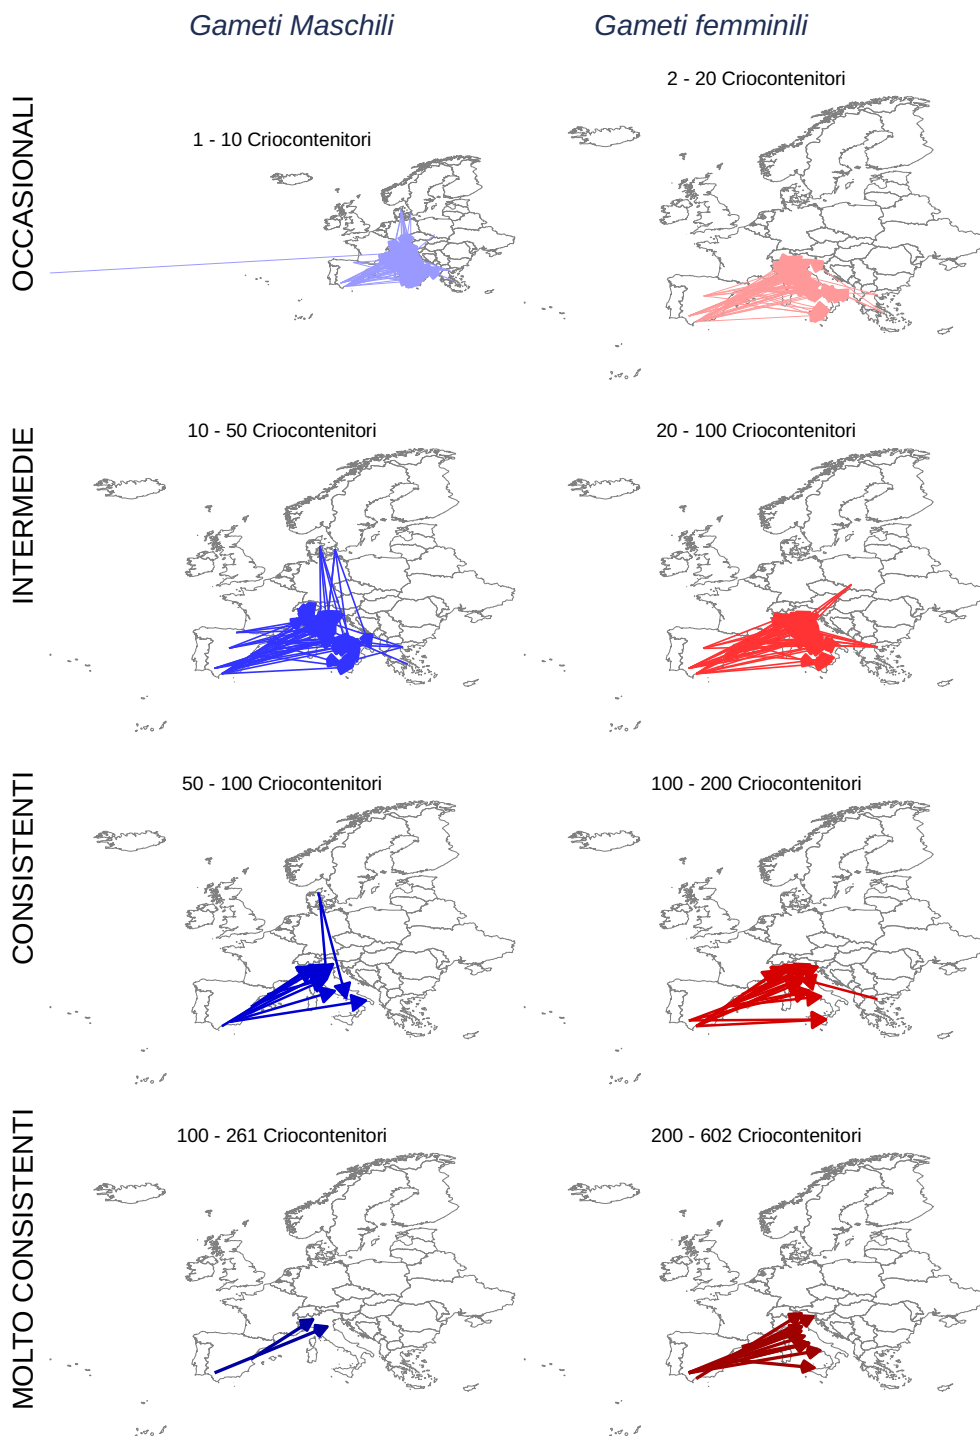 Gameti Maschili
Gameti femminili
OCCASIONALI
1 - 10 Criocontenitori
2 - 20 Criocontenitori
INTERMEDIE
10 - 50 Criocontenitori
20 - 100 Criocontenitori
CONSISTENTI
50 - 100 Criocontenitori
100 - 200 Criocontenitori
MOLTO CONSISTENTI
100 - 261 Criocontenitori
200 - 602 Criocontenitori